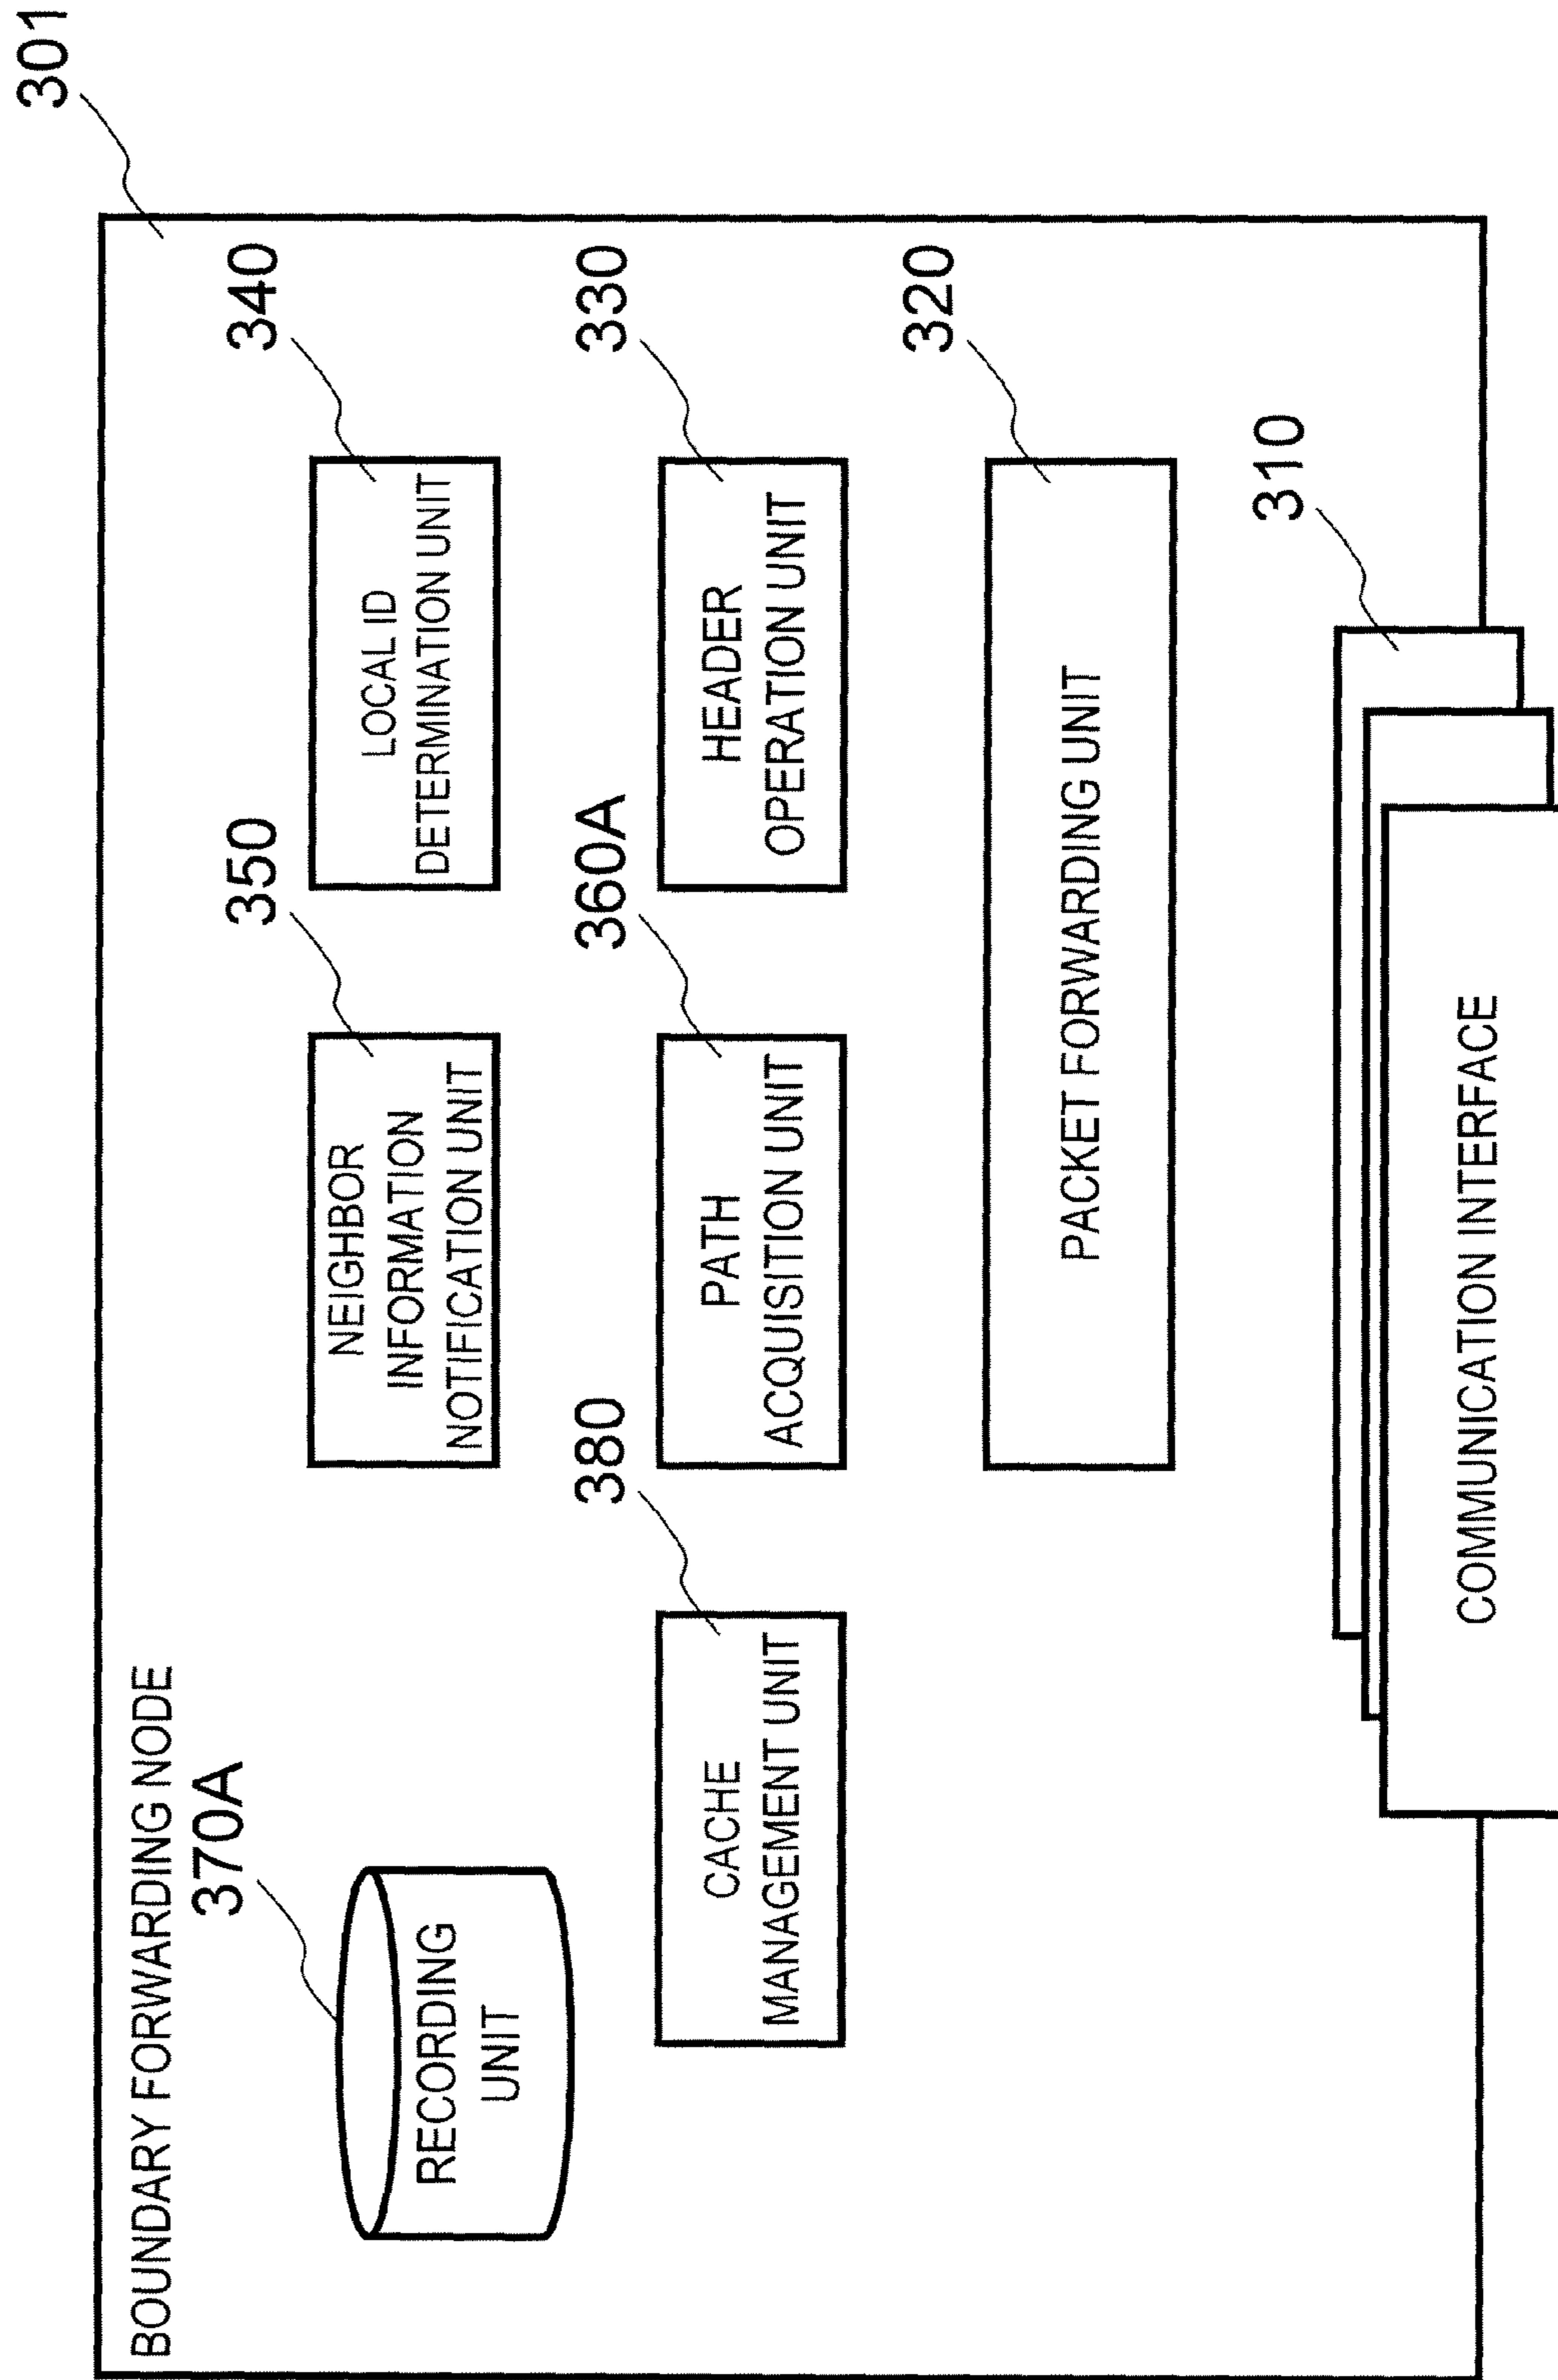 301
BOUNDARY FORWARDING NODE
370A
RECORDING
UNIT
350
NEIGHBOR
INFORMATION
NOTIFICATION UNIT
340
LOCAL ID
DETERMINATION UNIT
380
CACHE
MANAGEMENT UNIT
360A
PATH
ACQUISITION UNIT
330
HEADER
OPERATION UNIT
320
PACKET FORWARDING UNIT
310
COMMUNICATION INTERFACE